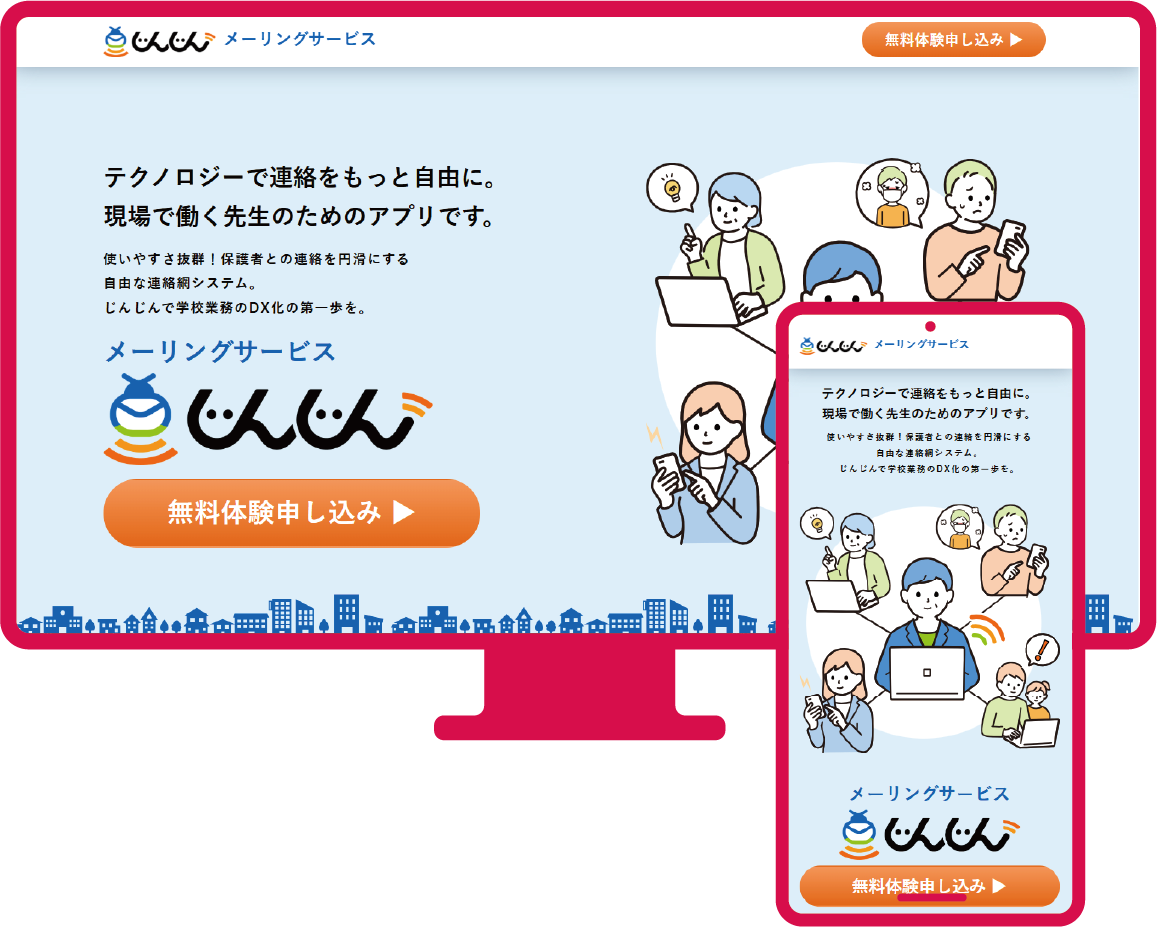 じんじん メーリングサービス
無料体験申し込み ▶
テクノロジーで連絡をもっと自由に。
現場で働く先生のためのアプリです。
使いやすさ抜群！保護者との連絡を円滑にする
自由な連絡網システム。
じんじんで学校業務のDX化の第一歩を。
メーリングサービス
じんじん
無料体験申し込み ▶
じんじん メーリングサービス
テクノロジーで連絡をもっと自由に。
現場で働く先生のためのアプリです。
使いやすさ抜群！保護者との連絡を円滑にする
自由な連絡網システム。
じんじんで学校業務のDX化の第一歩を。
メーリングサービス
じんじん
無料体験申し込み ▶